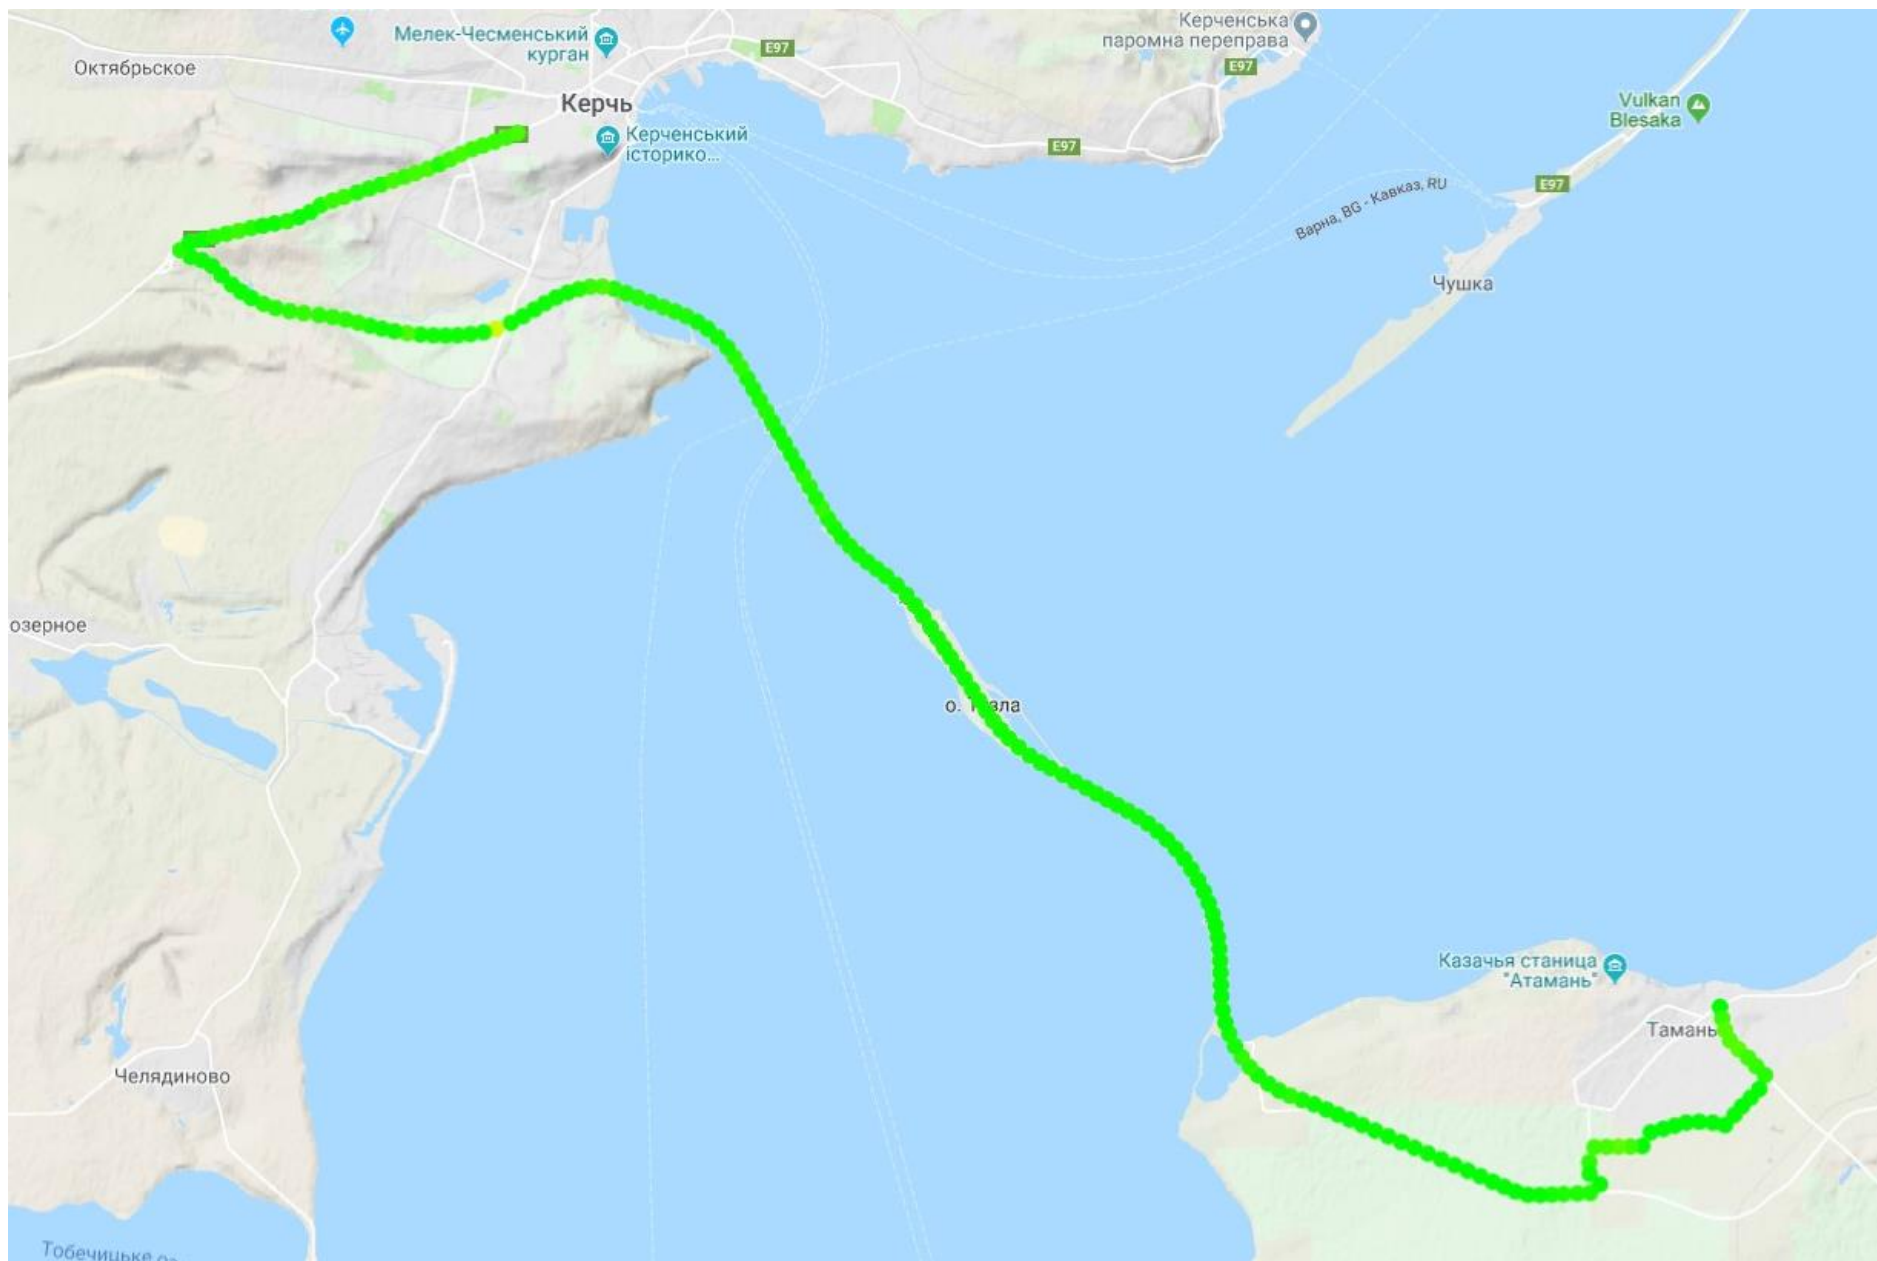 Керченська
паромна переправа
Мелек-Чесменський
курган
E97
Октябрьское
E97
Керчь
Vulkan
Blesaka
Керченський
історико...
E97
E97
Варна, BG - Кавказ, RU
Чушка
озерное
о.
Казачья станица
"Атамань"
Тамань
Челядиново
Тобечицьке